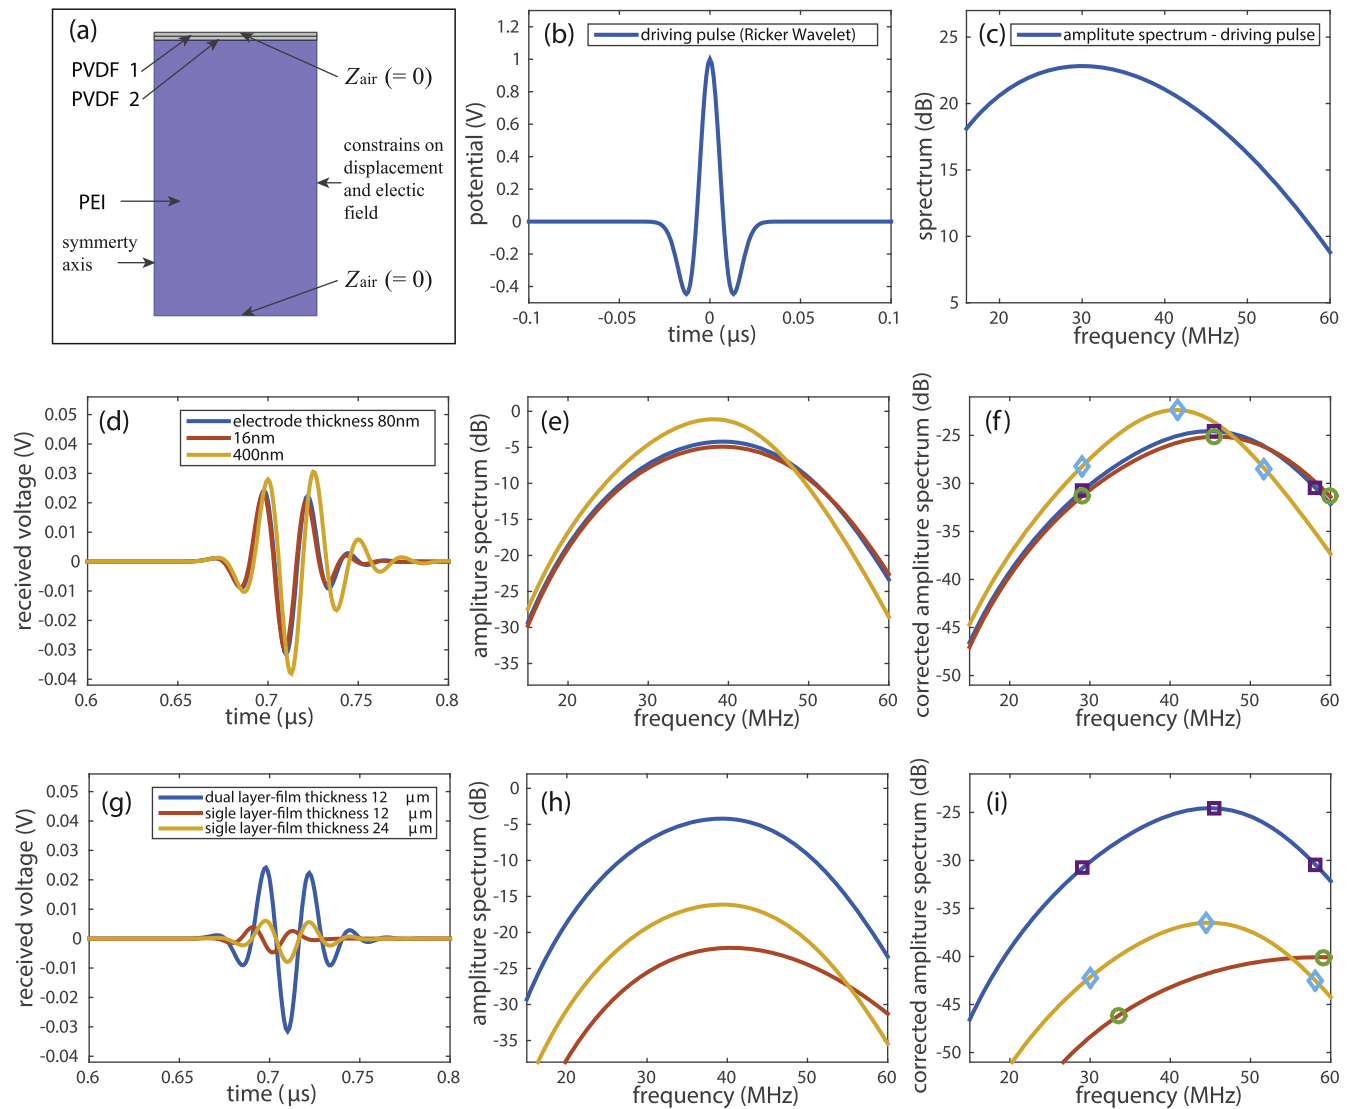 (a)
PVDF 1
PVDF 2
Zair (= 0)
constrains on
displacement
and electic
field
PEI
symmerty
axis
Zair (= 0)
(b)
driving pulse (Ricker Wavelet)
potential (V)
1.2
1
0.8
0.6
0.4
0.2
0
-0.2
-0.4
-0.1
-0.05
0
0.05
0.1
time (µs)
(c)
amplitute spectrum - driving pulse
sprectrum (dB)
25
20
15
10
5
20
30
40
50
60
frequency (MHz)
(d)
electrode thickness 80nm
16nm
400nm
received voltage (V)
0.05
0.04
0.03
0.02
0.01
0
-0.01
-0.02
-0.03
-0.04
0.6
0.65
0.7
0.75
0.8
time (µs)
(e)
ampliture spectrum (dB)
0
-5
-10
-15
-20
-25
-30
-35
20
30
40
50
60
frequency (MHz)
(f)
corrected ampliture spectrum (dB)
-25
-30
-35
-40
-45
-50
20
30
40
50
60
frequency (MHz)
(g)
dual layer-film thickness 12 µm
sigle layer-film thickness 12 µm
sigle layer-film thickness 24 µm
received voltage (V)
0.05
0.04
0.03
0.02
0.01
0
-0.01
-0.02
-0.03
-0.04
0.6
0.65
0.7
0.75
0.8
time (µs)
(h)
ampliture spectrum (dB)
0
-5
-10
-15
-20
-25
-30
-35
20
30
40
50
60
frequency (MHz)
(i)
corrected ampliture spectrum (dB)
-25
-30
-35
-40
-45
-50
20
30
40
50
60
frequency (MHz)